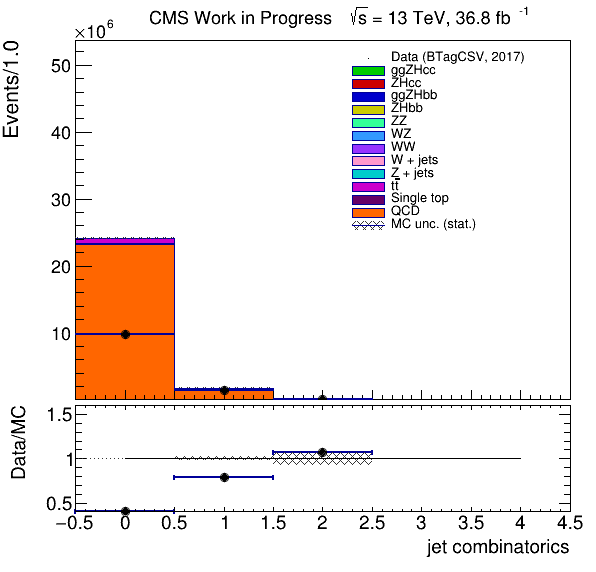 CMS Work in Progress √s = 13 TeV, 36.8 fb⁻¹
×10⁶
Events/1.0
50
40
30
20
10
Data (BTagCSV, 2017)
ggZHcc
ZHcc
ggZHbb
ZHbb
ZZ
WZ
WW
W + jets
Z + jets
tt̅
Single top
QCD
MC unc. (stat.)
Data/MC
1.5
1
0.5
−0.5 0 0.5 1 1.5 2 2.5 3 3.5 4 4.5
jet combinatorics